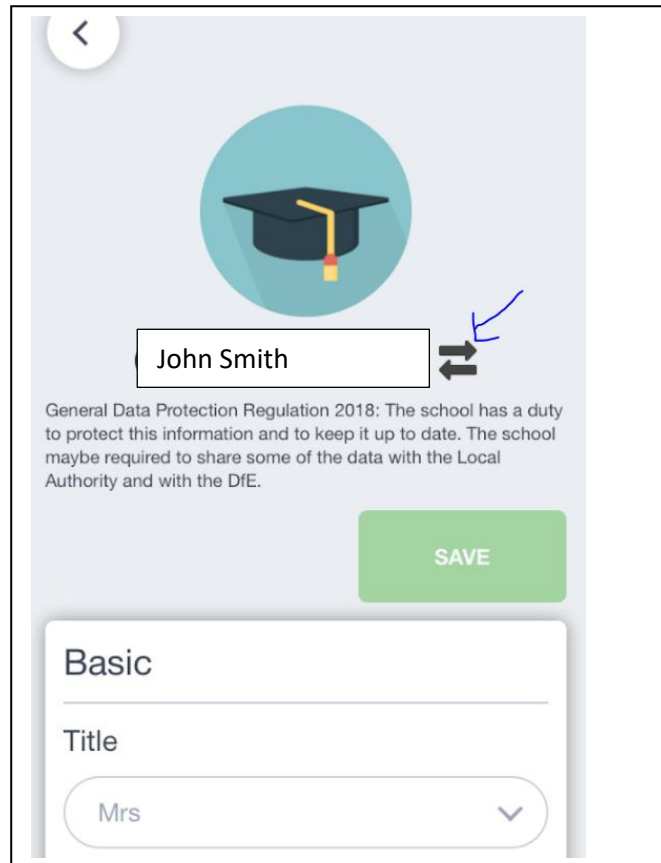 John Smith
General Data Protection Regulation 2018: The school has a duty
to protect this information and to keep it up to date. The school
maybe required to share some of the data with the Local
Authority and with the DfE.
SAVE
Basic
Title
Mrs